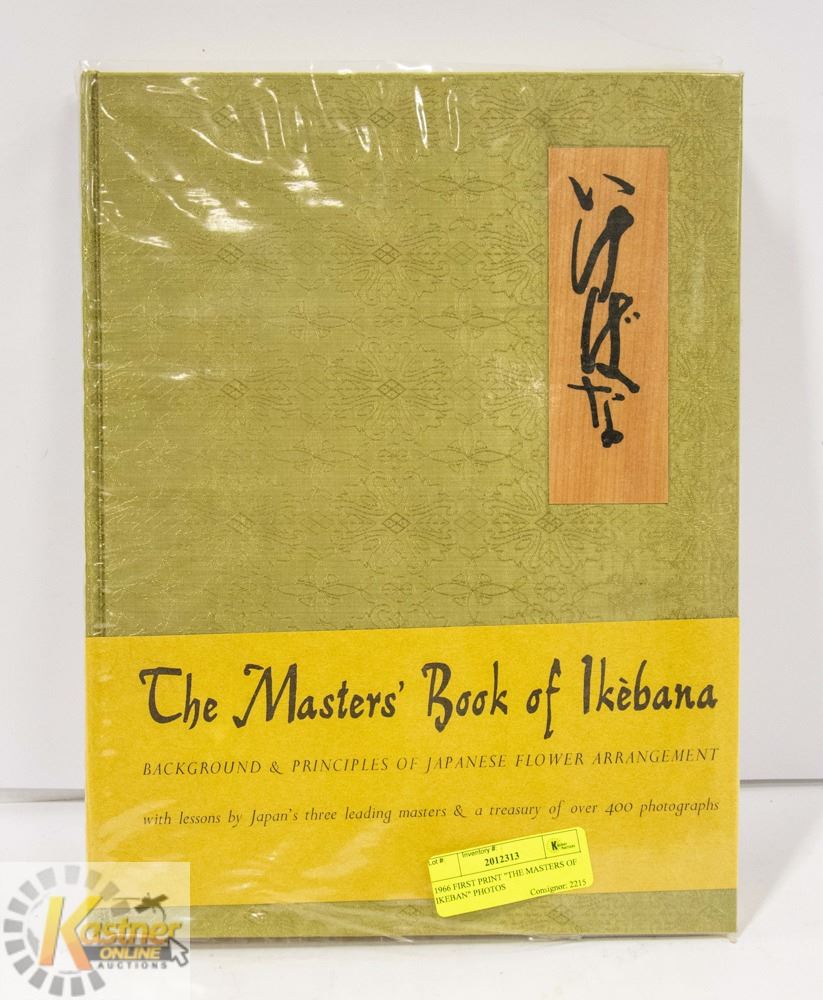 いけばな
The Masters' Book of Ikèbana
BACKGROUND & PRINCIPLES OF JAPANESE FLOWER ARRANGEMENT
with lessons by Japan's three leading masters & a treasury of over 400 photographs
Lot #:
Inventory #:
2012313
Kastner
Auctions
1966 FIRST PRINT "THE MASTERS OF
IKEBAN" PHOTOS
Consignor: 2215
Kastner
ONLINE
AUCTIONS